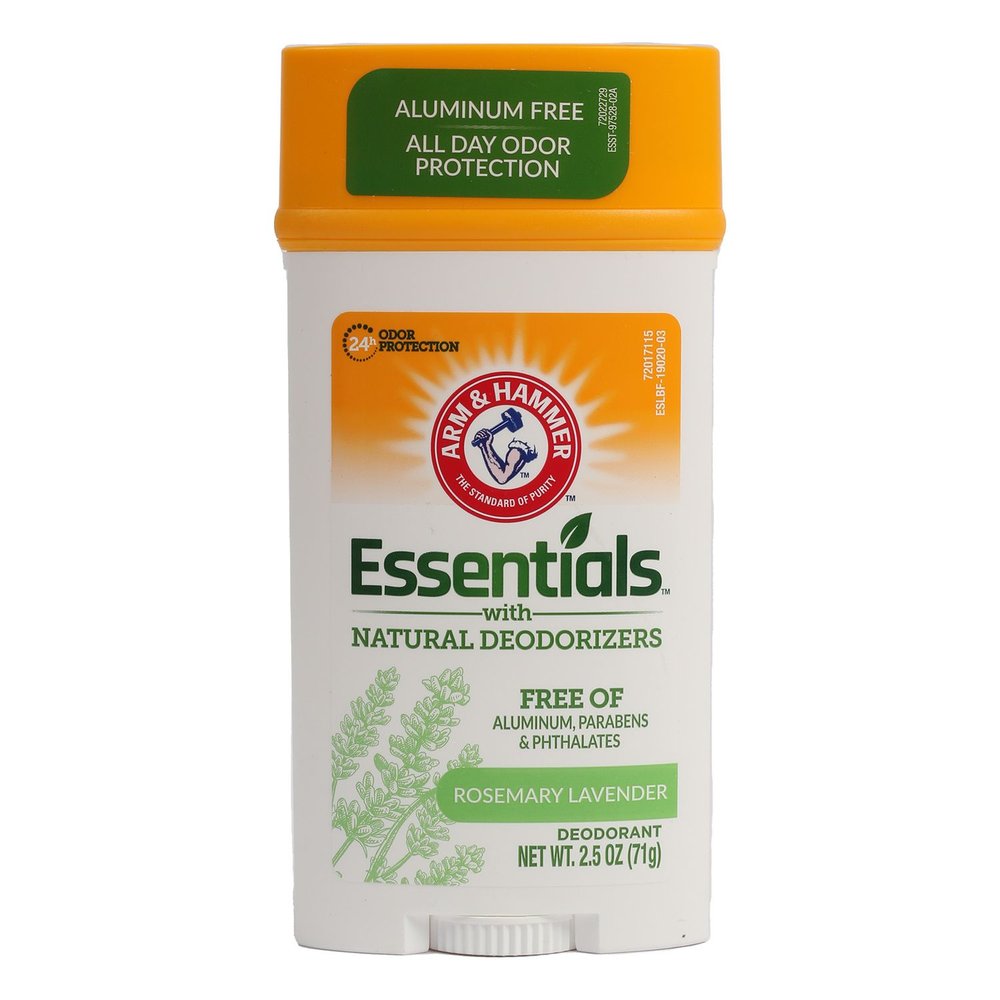 ALUMINUM FREE
ALL DAY ODOR
PROTECTION
72022729
ESST-97528-02A
24h ODOR
PROTECTION
72017115
ESLBF-19020-03
ARM & HAMMER
THE STANDARD OF PURITY
TM
TM
Essentials TM
with
NATURAL DEODORIZERS
FREE OF
ALUMINUM, PARABENS
& PHTHALATES
ROSEMARY LAVENDER
DEODORANT
NET WT. 2.5 OZ (71g)